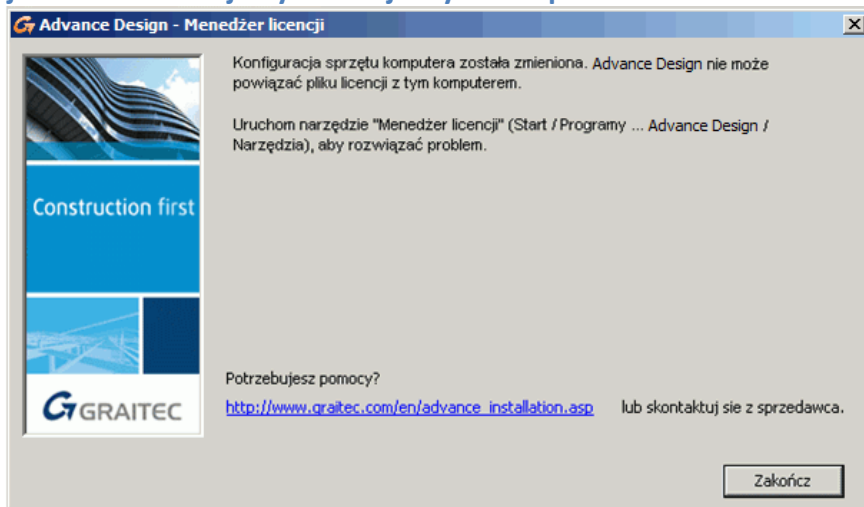 Advance Design - Menedżer licencji
Konfiguracja sprzętu komputera została zmieniona. Advance Design nie może
powiązać pliku licencji z tym komputerem.
Uruchom narzędzie "Menedżer licencji" (Start / Programy ... Advance Design /
Narzędzia), aby rozwiązać problem.
Construction first
Potrzebujesz pomocy?
GRAITEC
http://www.graitec.com/en/advance_installation.asp lub skontaktuj sie z sprzedawca.
Zakończ